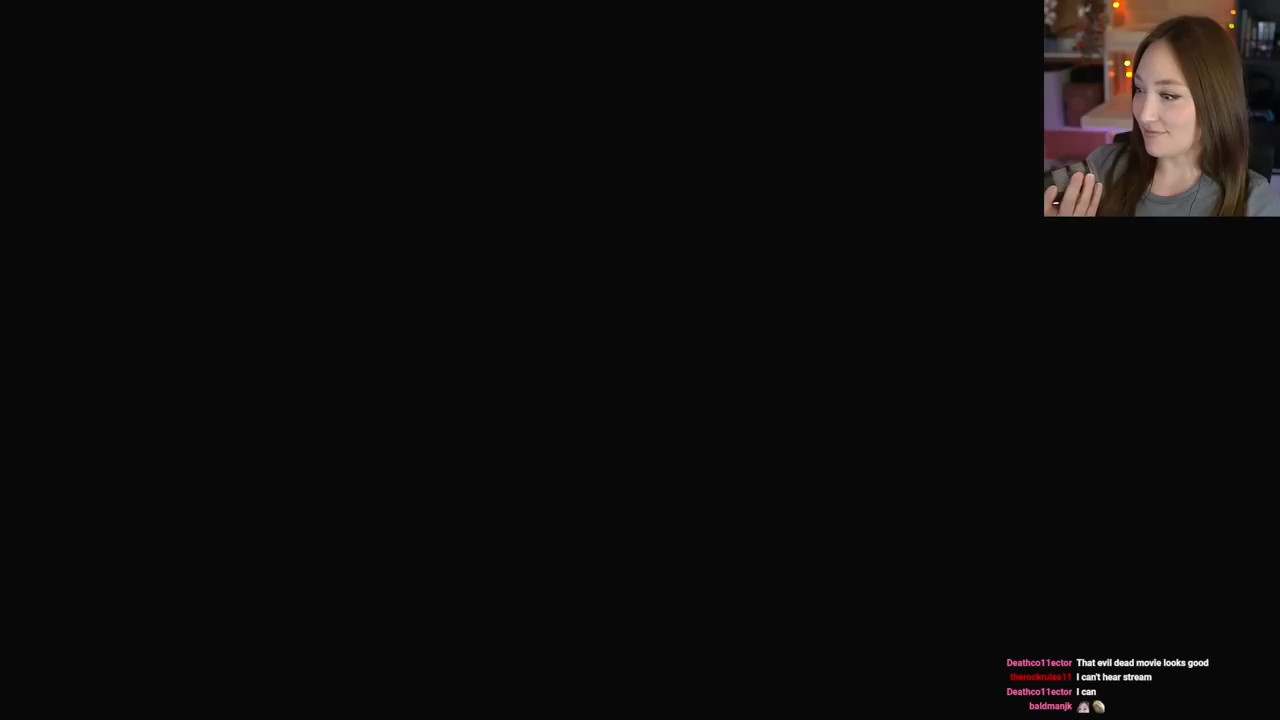 Deathco11ector That evil dead movie looks good
therockrules11 I can't hear stream
Deathco11ector I can
baldmanjk